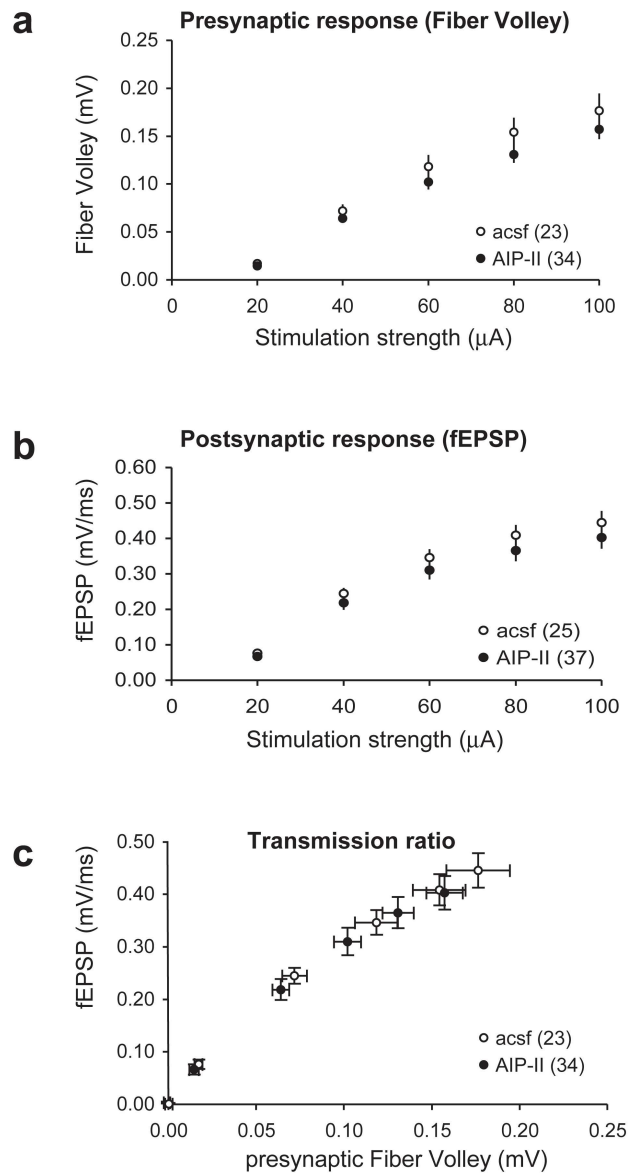 a
Presynaptic response (Fiber Volley)
Fiber Volley (mV)
0.25
0.20
0.15
0.10
0.05
0.00
0 20 40 60 80 100
Stimulation strength (μA)
acsf (23)
AIP-II (34)
b
Postsynaptic response (fEPSP)
fEPSP (mV/ms)
0.60
0.50
0.40
0.30
0.20
0.10
0.00
0 20 40 60 80 100
Stimulation strength (μA)
acsf (25)
AIP-II (37)
c
Transmission ratio
fEPSP (mV/ms)
0.50
0.40
0.30
0.20
0.10
0.00
0.00 0.05 0.10 0.15 0.20 0.25
presynaptic Fiber Volley (mV)
acsf (23)
AIP-II (34)